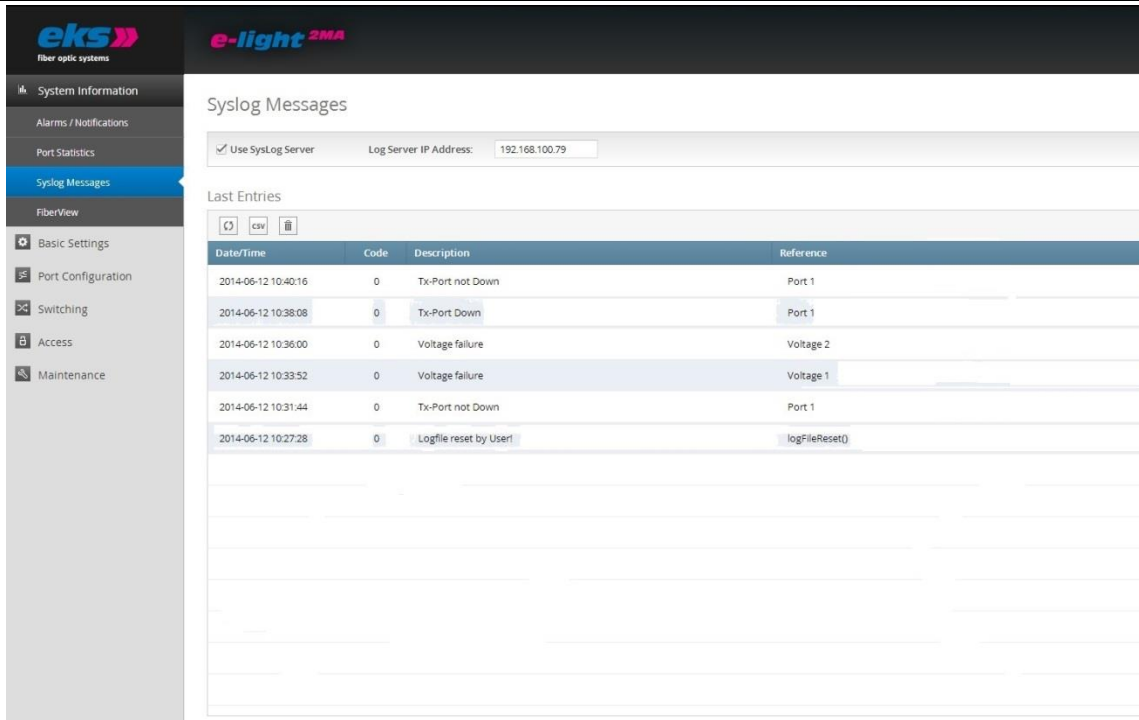 eks
fiber optic systems
e-light 2MA
System Information
Alarms / Notifications
Port Statistics
Syslog Messages
FiberView
Basic Settings
Port Configuration
Switching
Access
Maintenance
Syslog Messages
Use SysLog Server Log Server IP Address: 192.168.100.79
Last Entries
csv
Date/Time Code Description Reference
2014-06-12 10:40:16 0 Tx-Port not Down Port 1
2014-06-12 10:38:08 0 Tx-Port Down Port 1
2014-06-12 10:36:00 0 Voltage failure Voltage 2
2014-06-12 10:33:52 0 Voltage failure Voltage 1
2014-06-12 10:31:44 0 Tx-Port not Down Port 1
2014-06-12 10:27:28 0 Logfile reset by User! logFileReset()